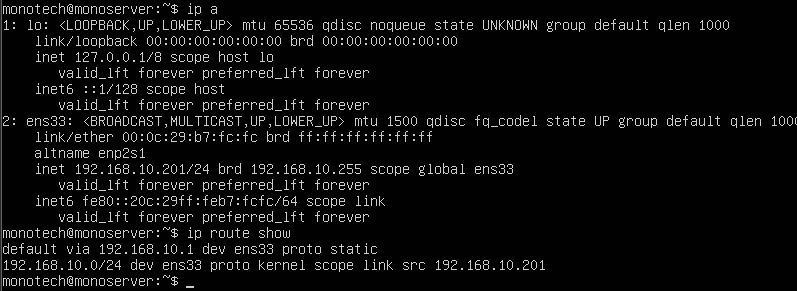 monotech@monoserver:~$ ip a
1: lo: <LOOPBACK,UP,LOWER_UP> mtu 65536 qdisc noqueue state UNKNOWN group default qlen 1000
    link/loopback 00:00:00:00:00:00 brd 00:00:00:00:00:00
    inet 127.0.0.1/8 scope host lo
       valid_lft forever preferred_lft forever
    inet6 ::1/128 scope host
       valid_lft forever preferred_lft forever
2: ens33: <BROADCAST,MULTICAST,UP,LOWER_UP> mtu 1500 qdisc fq_codel state UP group default qlen 1000
    link/ether 00:0c:29:b7:fc:fc brd ff:ff:ff:ff:ff:ff
    altname enp2s1
    inet 192.168.10.201/24 brd 192.168.10.255 scope global ens33
       valid_lft forever preferred_lft forever
    inet6 fe80::20c:29ff:feb7:fcfc/64 scope link
       valid_lft forever preferred_lft forever
monotech@monoserver:~$ ip route show
default via 192.168.10.1 dev ens33 proto static
192.168.10.0/24 dev ens33 proto kernel scope link src 192.168.10.201
monotech@monoserver:~$ _